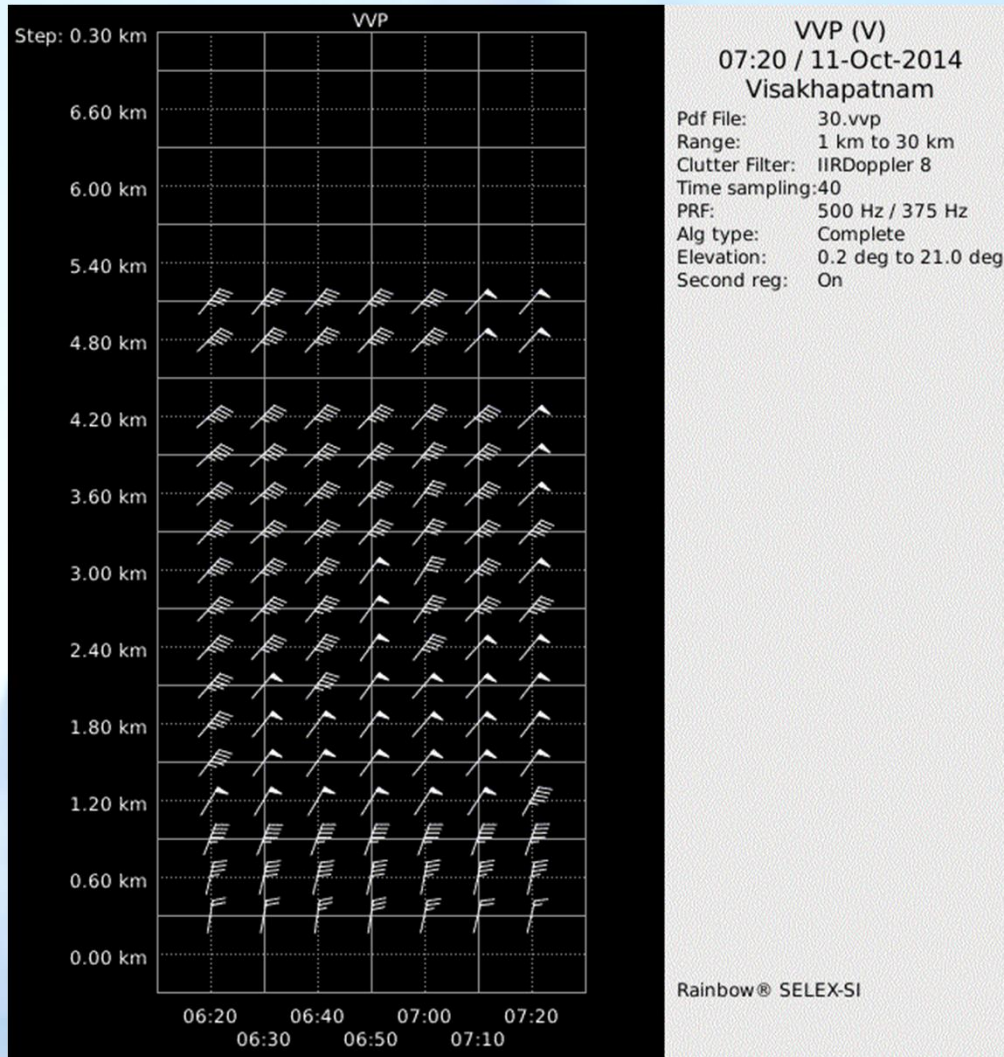 VVP
Step: 0.30 km
6.60 km
6.00 km
5.40 km
4.80 km
4.20 km
3.60 km
3.00 km
2.40 km
1.80 km
1.20 km
0.60 km
0.00 km
06:20 06:40 07:00 07:20
06:30 06:50 07:10
VVP (V)
07:20 / 11-Oct-2014
Visakhapatnam
Pdf File: 30.vvp
Range: 1 km to 30 km
Clutter Filter: IIRDoppler 8
Time sampling:40
PRF: 500 Hz / 375 Hz
Alg type: Complete
Elevation: 0.2 deg to 21.0 deg
Second reg: On
Rainbow® SELEX-SI